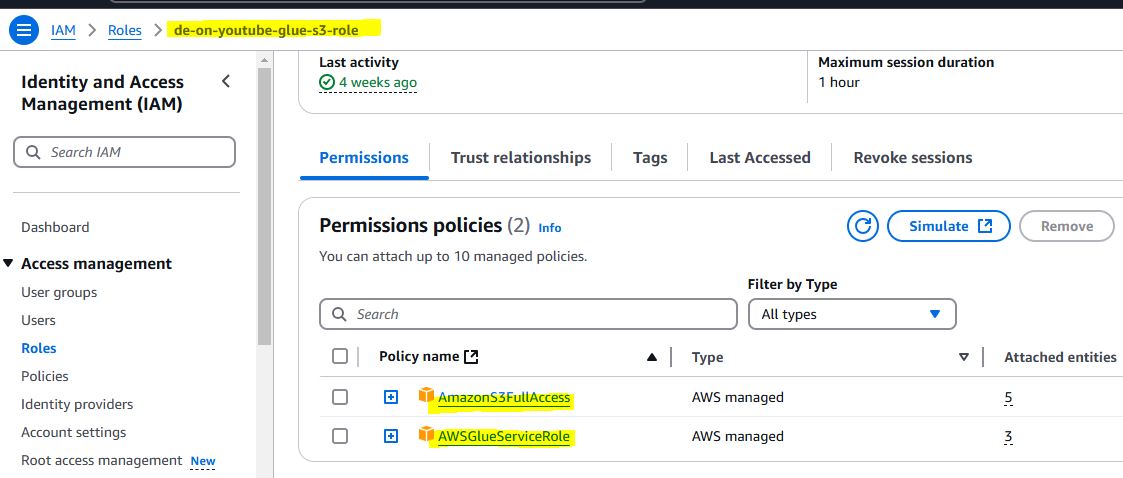 IAM > Roles > de-on-youtube-glue-s3-role
Identity and Access
Management (IAM)
Search IAM
Dashboard
Access management
User groups
Users
Roles
Policies
Identity providers
Account settings
Root access management New
Last activity
4 weeks ago
Maximum session duration
1 hour
Permissions Trust relationships Tags Last Accessed Revoke sessions
Permissions policies (2) Info
Simulate Remove
You can attach up to 10 managed policies.
Filter by Type
Search All types
Policy name Type Attached entities
AmazonS3FullAccess AWS managed 5
AWSGlueServiceRole AWS managed 3